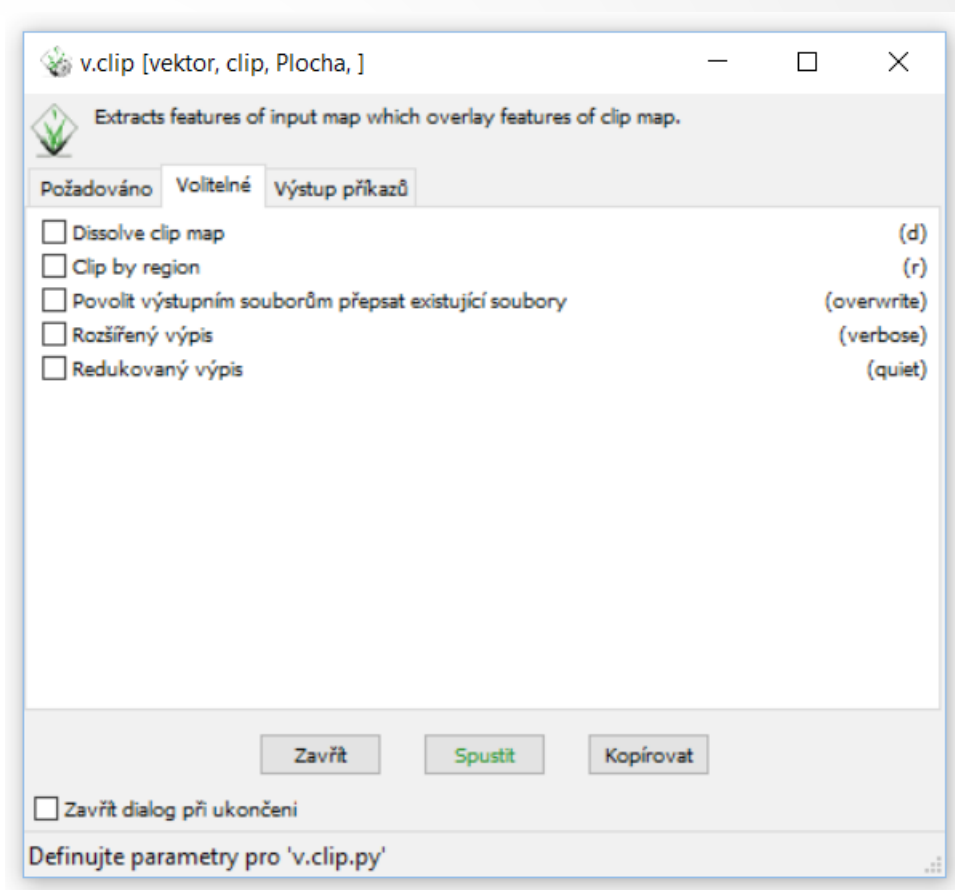 v.clip [vektor, clip, Plocha, ]
Extracts features of input map which overlay features of clip map.
Požadováno Volitelné Výstup příkazů
Dissolve clip map (d)
Clip by region (r)
Povolit výstupním souborům přepsat existující soubory (overwrite)
Rozšířený výpis (verbose)
Redukovaný výpis (quiet)
Zavřít Spustit Kopírovat
Zavřít dialog při ukončeni
Definujte parametry pro 'v.clip.py'